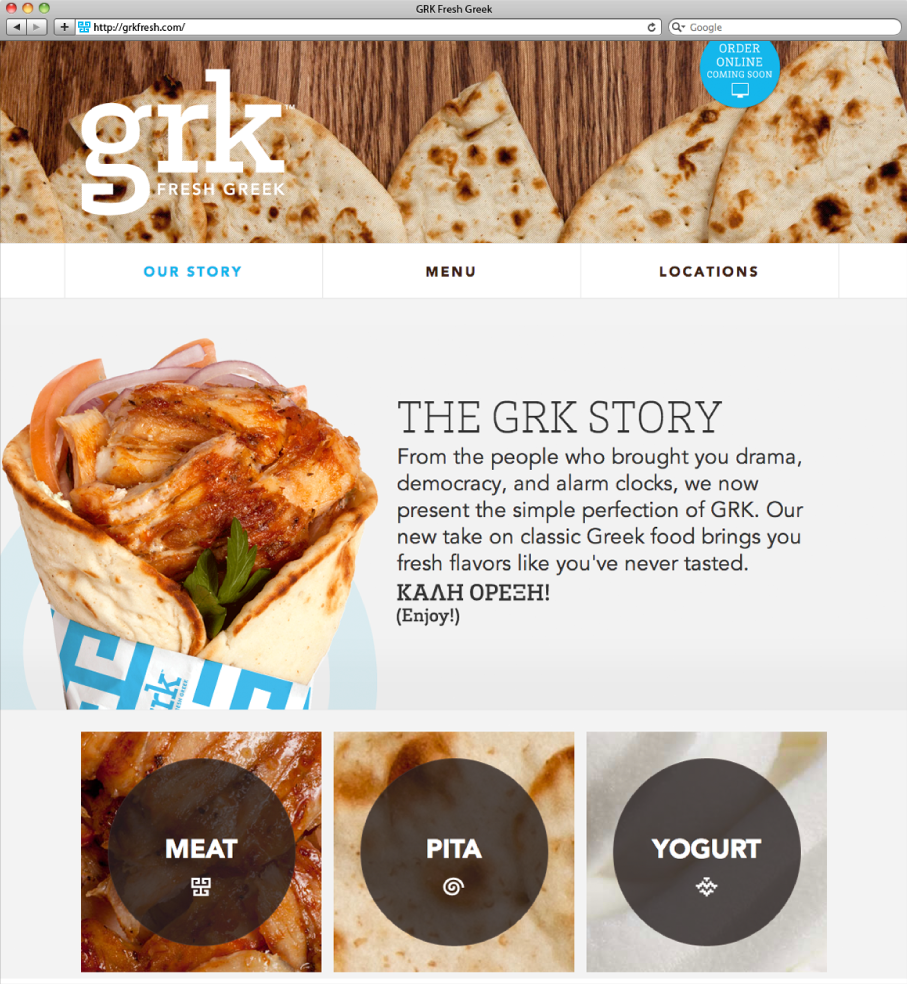 GRK Fresh Greek
http://grkfresh.com/
Google
ORDER
ONLINE
COMING SOON
grk™
FRESH GREEK
OUR STORY
MENU
LOCATIONS
THE GRK STORY
From the people who brought you drama,
democracy, and alarm clocks, we now
present the simple perfection of GRK. Our
new take on classic Greek food brings you
fresh flavors like you've never tasted.
ΚΑΛΗ ΟΡΕΞΗ!
(Enjoy!)
grk™
FRESH GREEK
MEAT
PITA
YOGURT